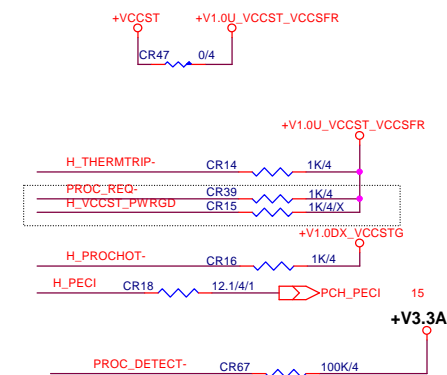 +VCCST +V1.0U_VCCST_VCCSFR
CR47 0/4
+V1.0U_VCCST_VCCSFR
H_THERMTRIP- CR14 1K/4
PROC_REQ- CR39 1K/4
H_VCCST_PWRGD CR15 1K/4/X
+V1.0DX_VCCSTG
H_PROCHOT- CR16 1K/4
H_PECI CR18 12.1/4/1 PCH_PECI 15
+V3.3A
PROC_DETECT- CR67 100K/4